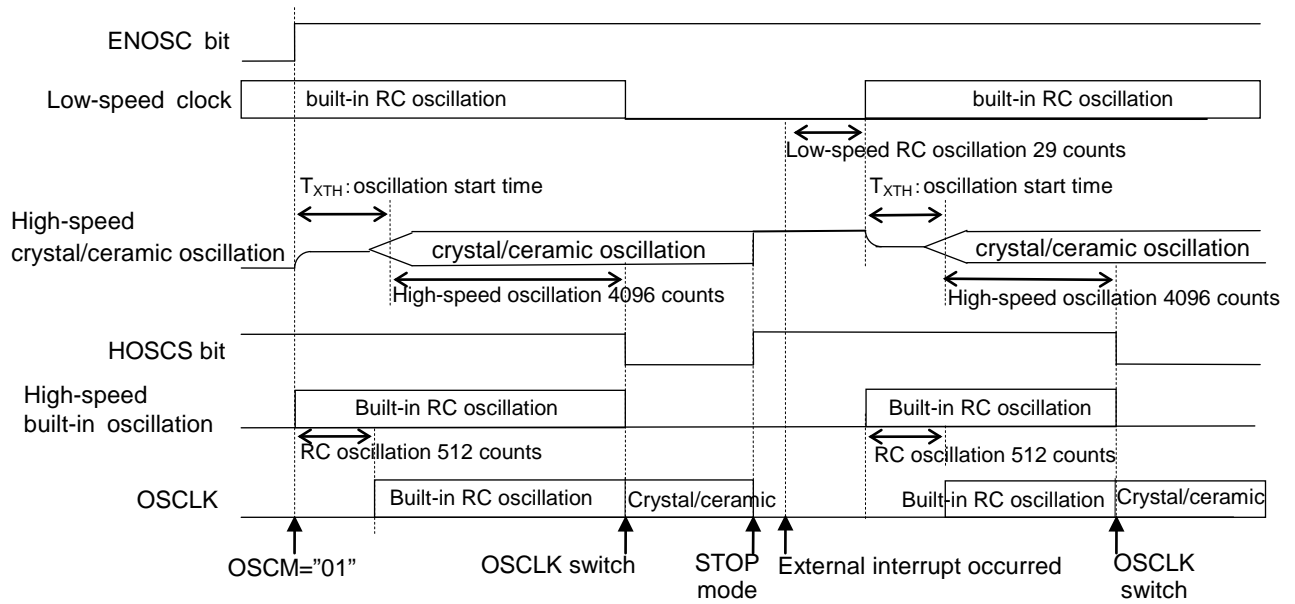 ENOSC bit
Low-speed clock
built-in RC oscillation
built-in RC oscillation
Low-speed RC oscillation 29 counts
TXTH: oscillation start time
TXTH: oscillation start time
High-speed
crystal/ceramic oscillation
crystal/ceramic oscillation
crystal/ceramic oscillation
High-speed oscillation 4096 counts
High-speed oscillation 4096 counts
HOSCS bit
High-speed
built-in oscillation
Built-in RC oscillation
Built-in RC oscillation
RC oscillation 512 counts
RC oscillation 512 counts
OSCLK
Built-in RC oscillation
Crystal/ceramic
Built-in RC oscillation
Crystal/ceramic
OSCM="01"
OSCLK switch
STOP
mode
External interrupt occurred
OSCLK
switch